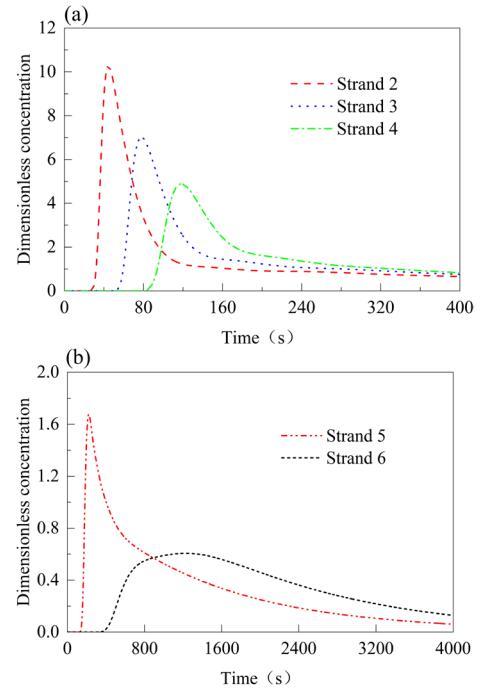 (a)
12
10
8
6
4
2
0
Dimensionless concentration
Strand 2
Strand 3
Strand 4
0 80 160 240 320 400
Time（s）
(b)
2.0
1.6
1.2
0.8
0.4
0.0
Dimensionless concentration
Strand 5
Strand 6
0 800 1600 2400 3200 4000
Time（s）